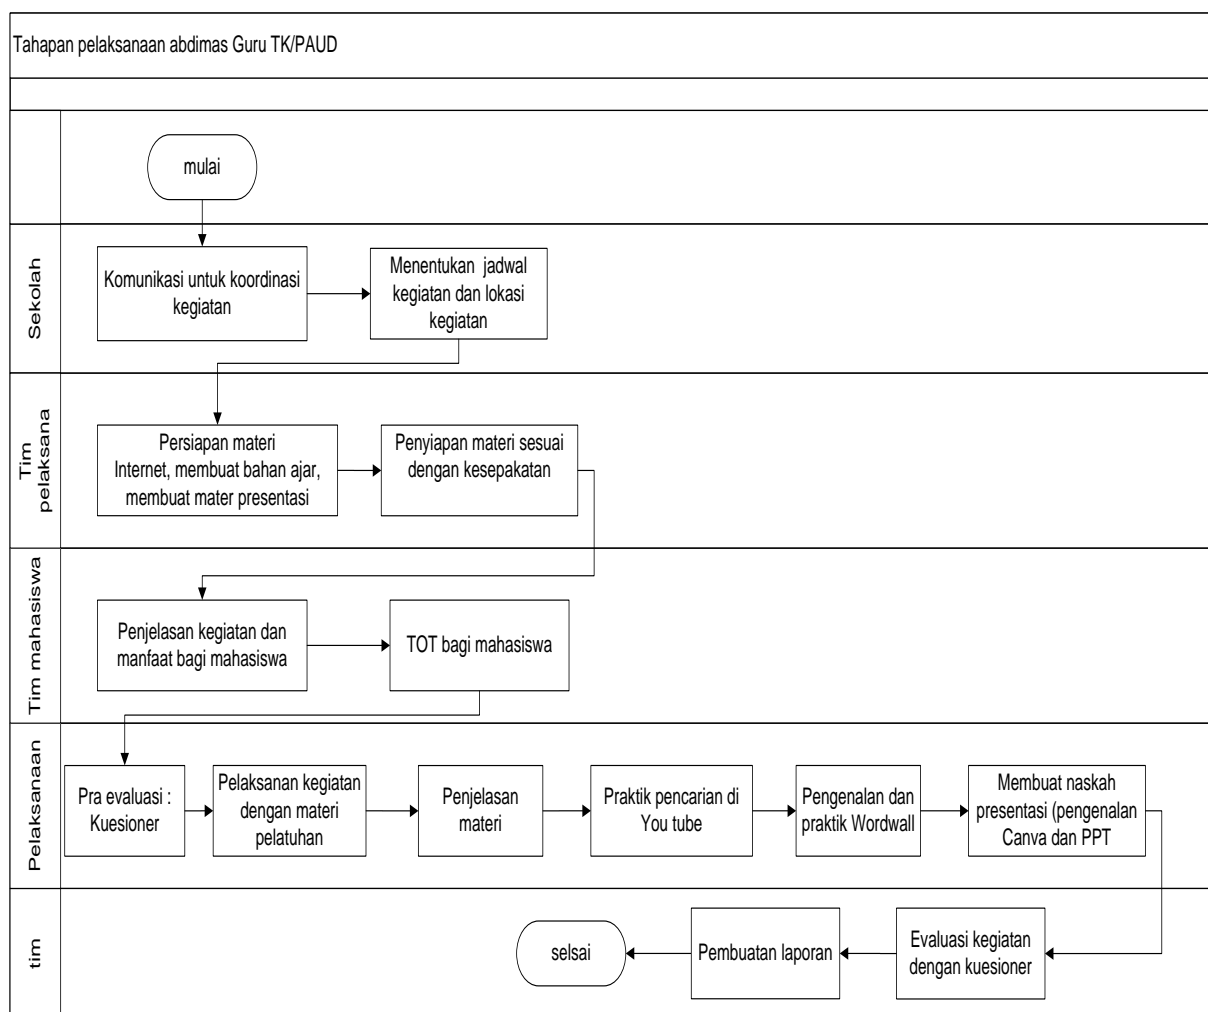 Tahapan pelaksanaan abdimas Guru TK/PAUD
mulai
Sekolah
Komunikasi untuk koordinasi
kegiatan
Menentukan jadwal
kegiatan dan lokasi
kegiatan
Tim
pelaksana
Persiapan materi
Internet, membuat bahan ajar,
membuat mater presentasi
Penyiapan materi sesuai
dengan kesepakatan
Tim mahasiswa
Penjelasan kegiatan dan
manfaat bagi mahasiswa
TOT bagi mahasiswa
Pelaksanaan
Pra evaluasi :
Kuesioner
Pelaksanan kegiatan
dengan materi
pelatuhan
Penjelasan
materi
Praktik pencarian di
You tube
Pengenalan dan
praktik Wordwall
Membuat naskah
presentasi (pengenalan
Canva dan PPT
tim
selsai
Pembuatan laporan
Evaluasi kegiatan
dengan kuesioner